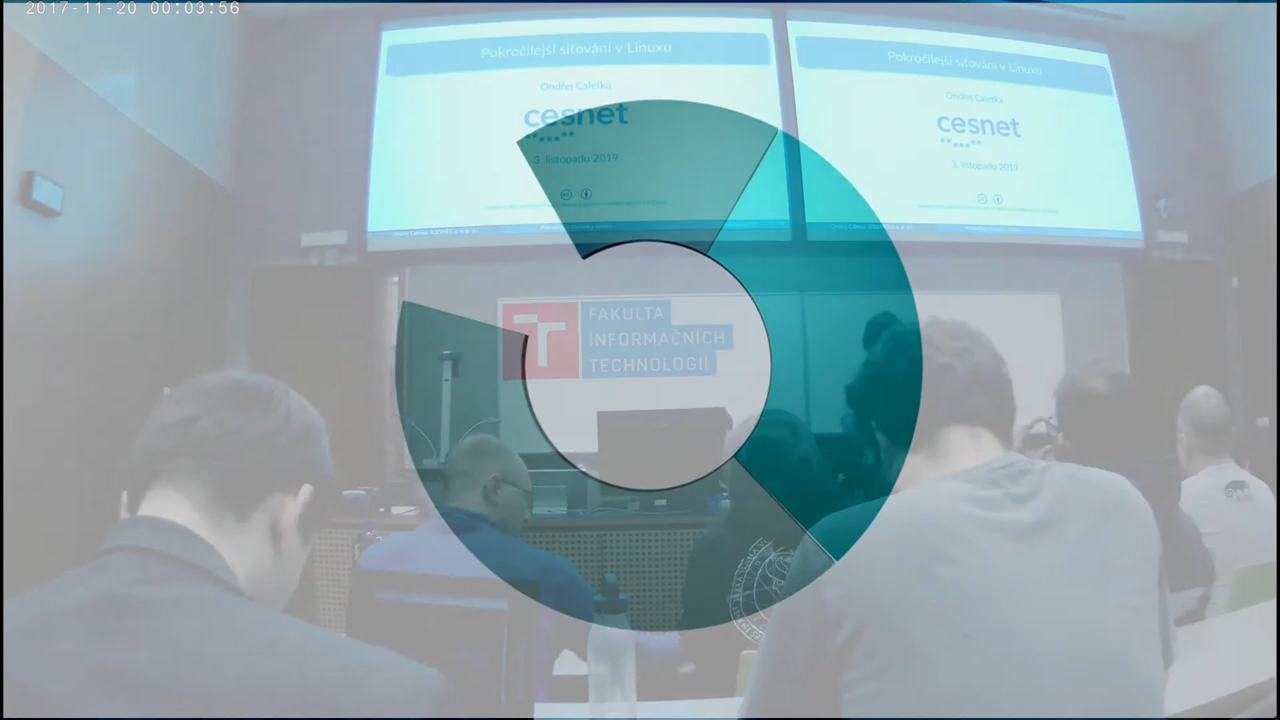 2017-11-20 00:03:56
Pokročilejší síťování v Linuxu
Ondřej Caletka
cesnet
3. listopadu 2019
Pokročilejší síťování v Linuxu
Ondřej Caletka
cesnet
3. listopadu 2019
FAKULTA
INFORMAČNÍCH
TECHNOLOGIÍ